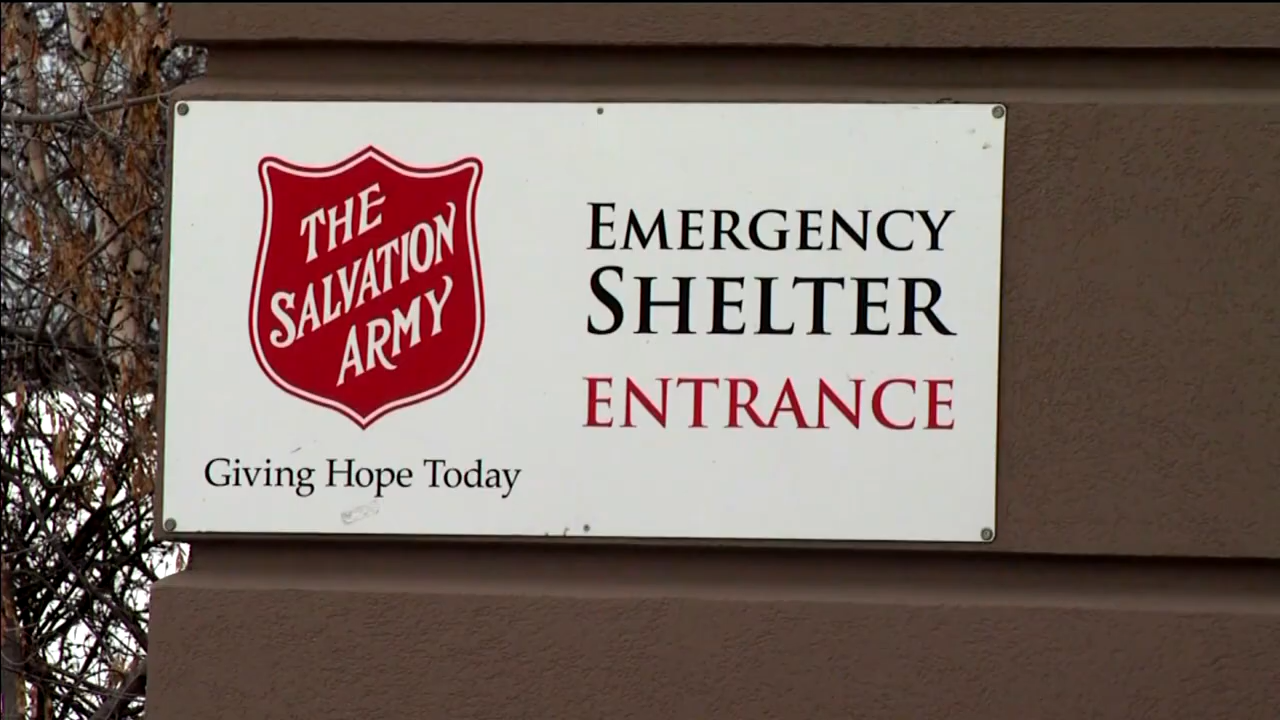 THE
SALVATION
ARMY
Giving Hope Today
EMERGENCY
SHELTER
ENTRANCE